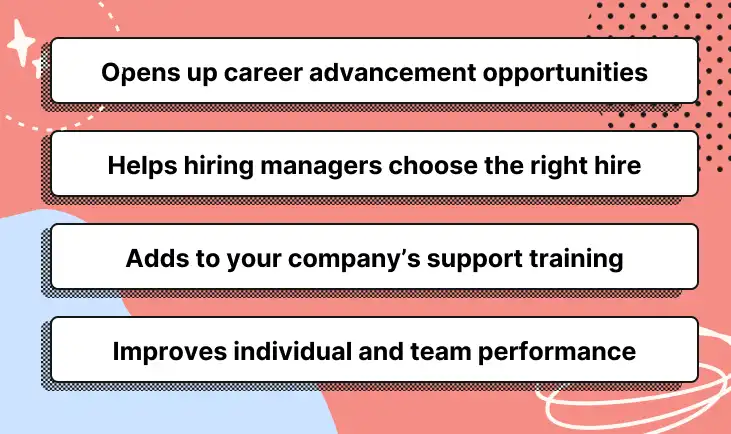 Opens up career advancement opportunities
Helps hiring managers choose the right hire
Adds to your company’s support training
Improves individual and team performance